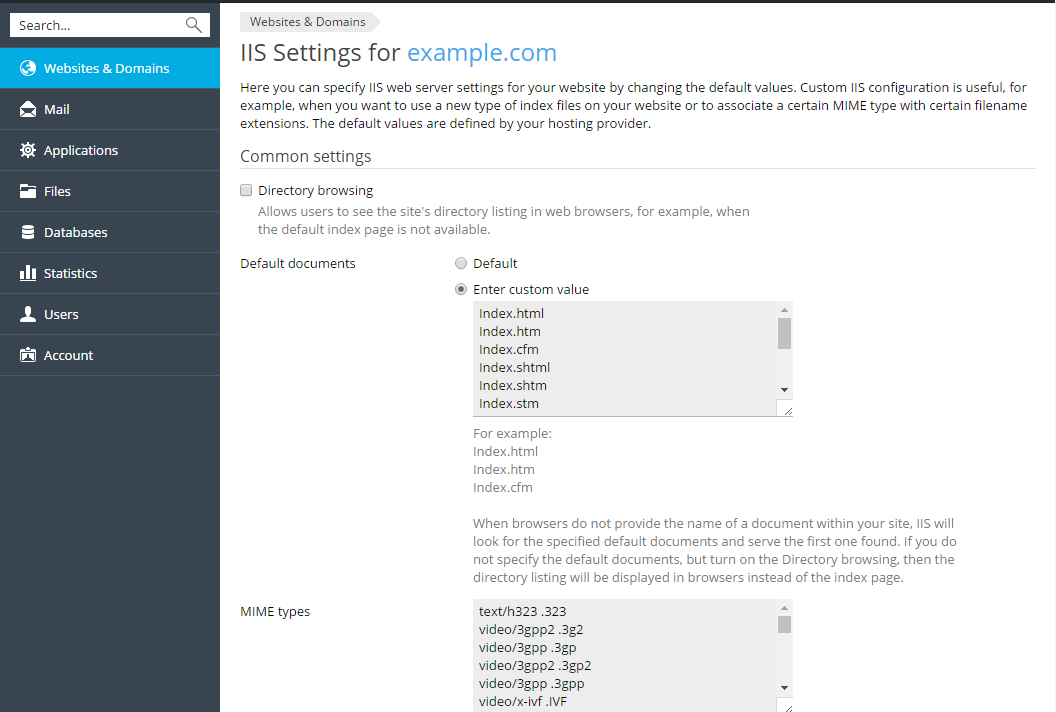 Search...
Websites & Domains
Mail
Applications
Files
Databases
Statistics
Users
Account
Websites & Domains
IIS Settings for example.com
Here you can specify IIS web server settings for your website by changing the default values. Custom IIS configuration is useful, for
example, when you want to use a new type of index files on your website or to associate a certain MIME type with certain filename
extensions. The default values are defined by your hosting provider.
Common settings
Directory browsing
Allows users to see the site's directory listing in web browsers, for example, when
the default index page is not available.
Default documents
Default
Enter custom value
Index.html
Index.htm
Index.cfm
Index.shtml
Index.shtm
Index.stm
For example:
Index.html
Index.htm
Index.cfm
When browsers do not provide the name of a document within your site, IIS will
look for the specified default documents and serve the first one found. If you do
not specify the default documents, but turn on the Directory browsing, then the
directory listing will be displayed in browsers instead of the index page.
MIME types
text/h323 .323
video/3gpp2 .3g2
video/3gpp .3gp
video/3gpp2 .3gp2
video/3gpp .3gpp
video/x-ivf .IVF